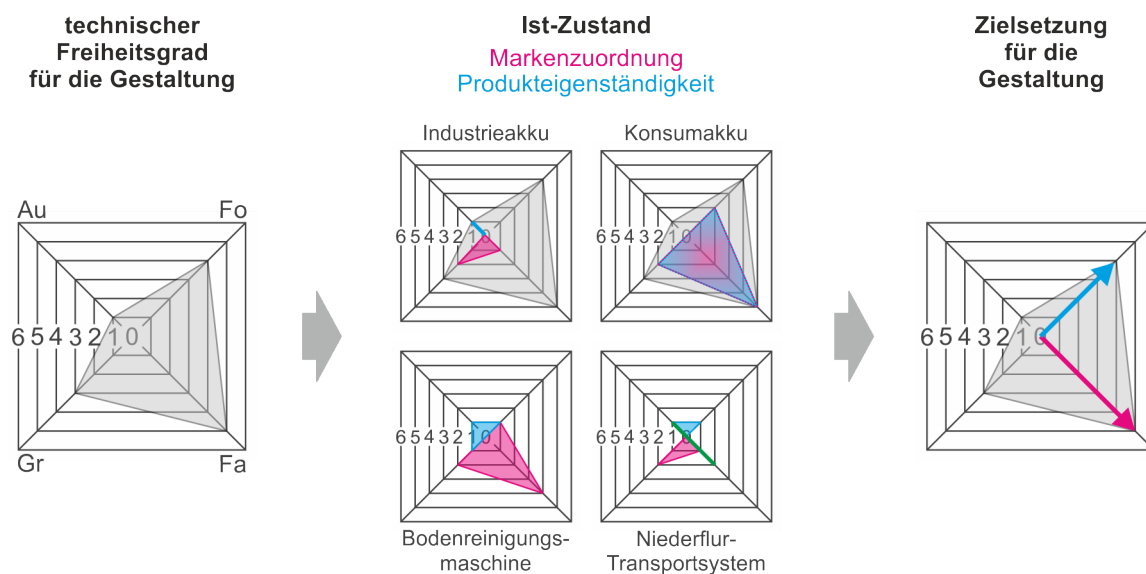 technischer
Freiheitsgrad
für die Gestaltung
Au Fo
6 5 4 3 2 1 0
Gr Fa
Ist-Zustand
Markenzuordnung
Produkteigenständigkeit
Industrieakku
6 5 4 3 2 1 0
Konsumakku
6 5 4 3 2 1 0
6 5 4 3 2 1 0
Bodenreinigungs-
maschine
6 5 4 3 2 1 0
Niederflur-
Transportsystem
Zielsetzung
für die
Gestaltung
6 5 4 3 2 1 0